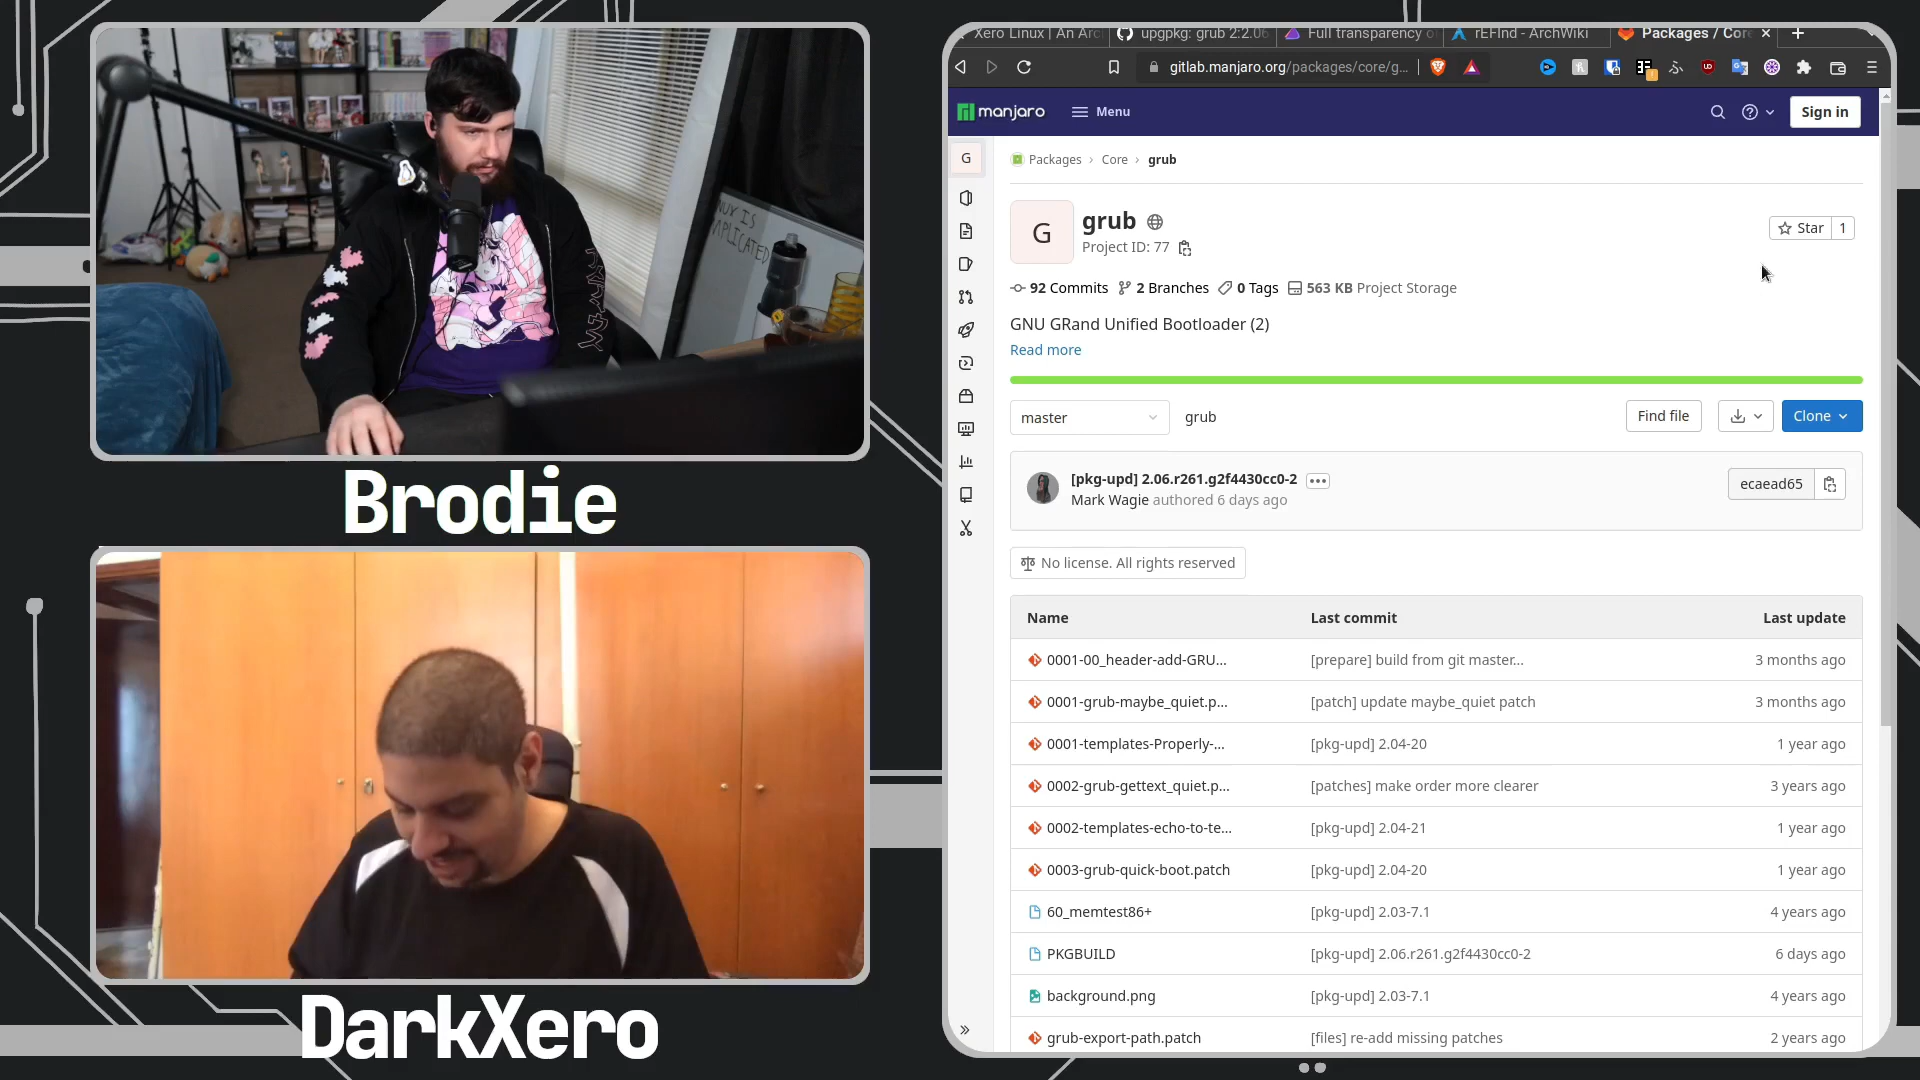 Xero Linux | An Arc
upgpkg: grub 2:2.06
Full transparency o
rEFInd - ArchWiki
Packages / Core
gitlab.manjaro.org/packages/core/g...
manjaro
Menu
Sign in
G
Packages › Core › grub
G
grub
Project ID: 77
Star 1
92 Commits 2 Branches 0 Tags 563 KB Project Storage
GNU GRand Unified Bootloader (2)
Read more
master
grub
Find file
Clone
[pkg-upd] 2.06.r261.g2f4430cc0-2
Mark Wagie authored 6 days ago
ecaead65
No license. All rights reserved
Name Last commit Last update
0001-00_header-add-GRU... [prepare] build from git master... 3 months ago
0001-grub-maybe_quiet.p... [patch] update maybe_quiet patch 3 months ago
0001-templates-Properly-... [pkg-upd] 2.04-20 1 year ago
0002-grub-gettext_quiet.p... [patches] make order more clearer 3 years ago
0002-templates-echo-to-te... [pkg-upd] 2.04-21 1 year ago
0003-grub-quick-boot.patch [pkg-upd] 2.04-20 1 year ago
60_memtest86+ [pkg-upd] 2.03-7.1 4 years ago
PKGBUILD [pkg-upd] 2.06.r261.g2f4430cc0-2 6 days ago
background.png [pkg-upd] 2.03-7.1 4 years ago
grub-export-path.patch [files] re-add missing patches 2 years ago
Brodie
DarkXero